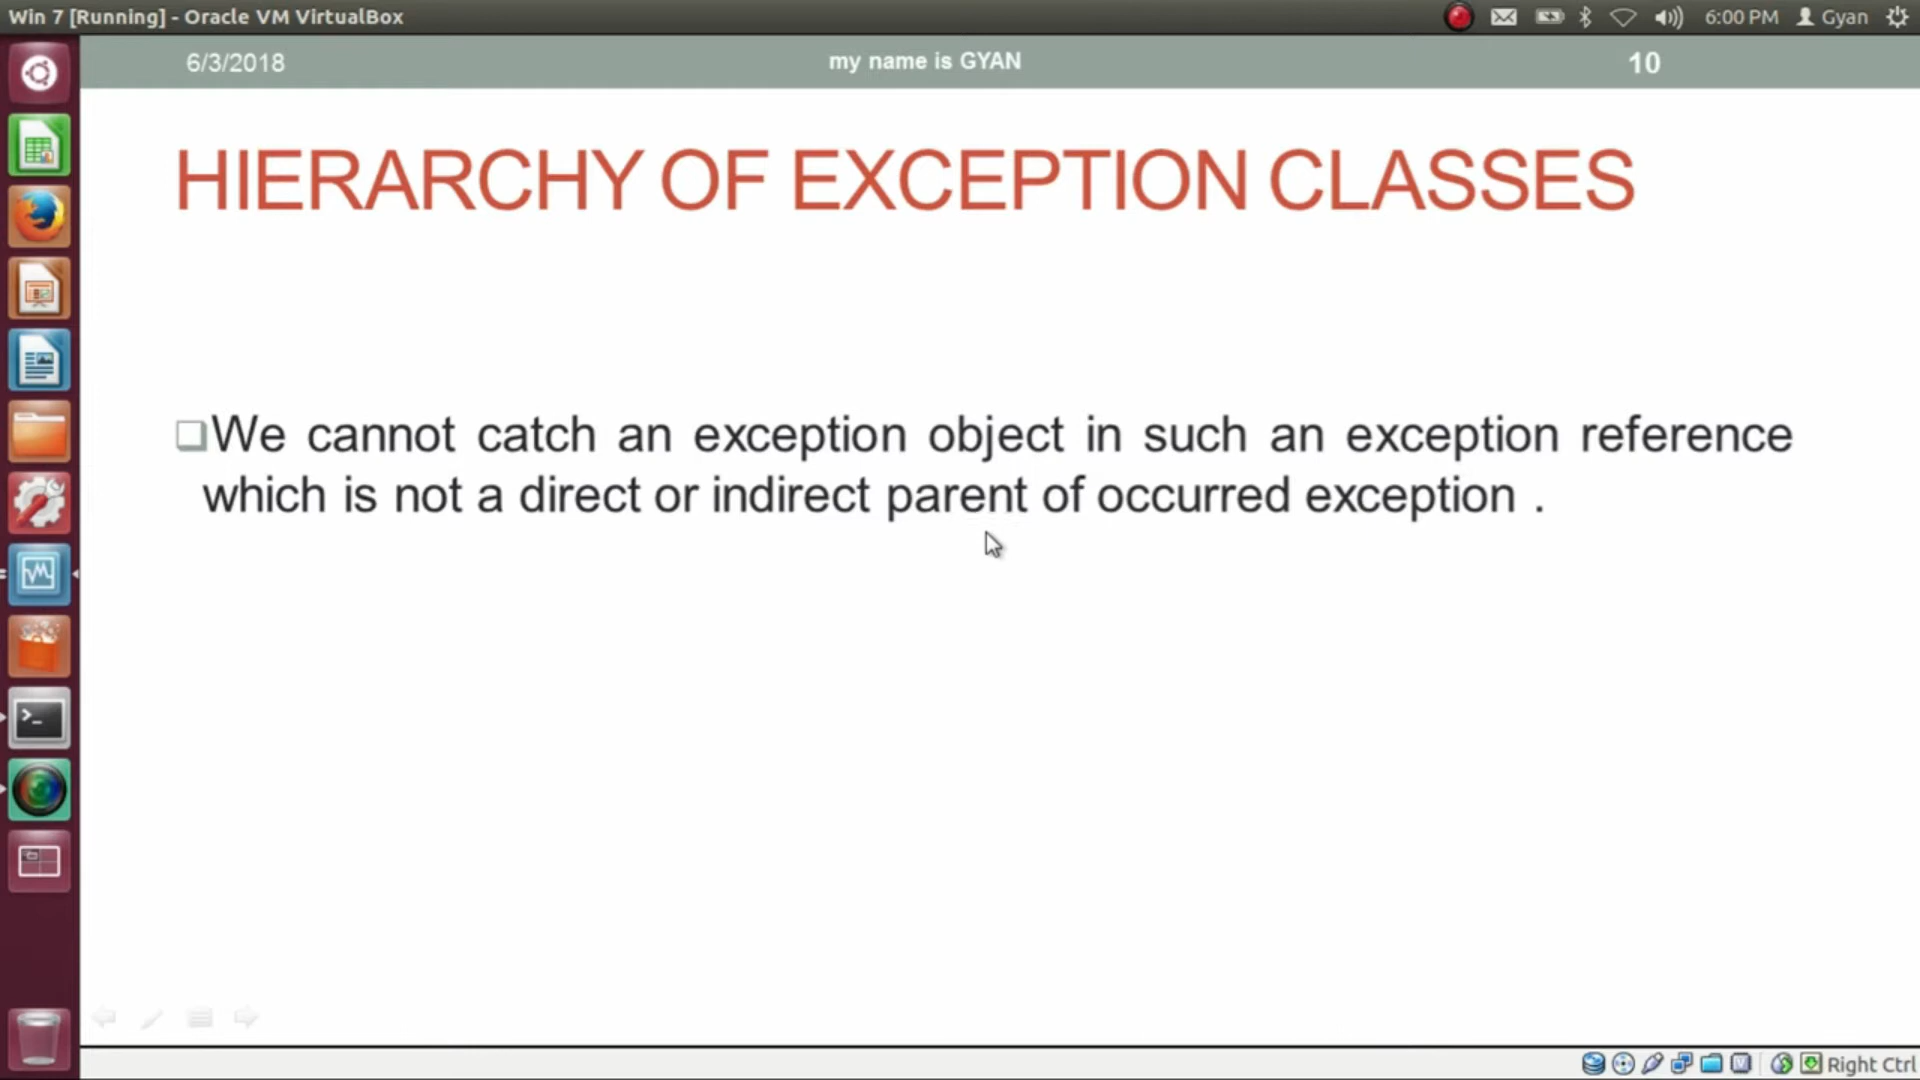 Win 7 [Running] - Oracle VM VirtualBox
6:00 PM
Gyan
6/3/2018
my name is GYAN
10
HIERARCHY OF EXCEPTION CLASSES
We cannot catch an exception object in such an exception reference
which is not a direct or indirect parent of occurred exception .
Right Ctrl